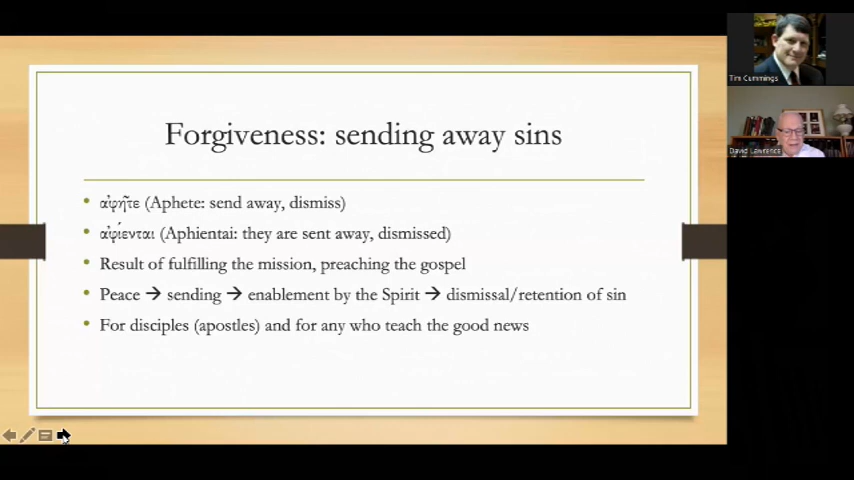 Forgiveness: sending away sins
• ἀφῆτε (Aphete: send away, dismiss)
• ἀφίενται (Aphientai: they are sent away, dismissed)
• Result of fulfilling the mission, preaching the gospel
• Peace → sending → enablement by the Spirit → dismissal/retention of sin
• For disciples (apostles) and for any who teach the good news
Tim Cummings
David Lawrence